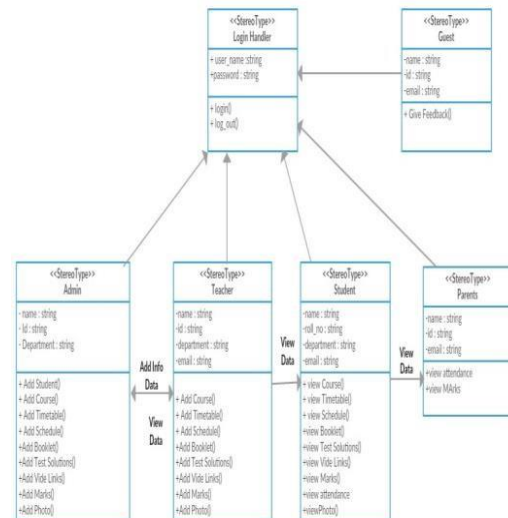 <<StereoType>>
Login Handler
+ user_name :string
+password : string
+ login()
+ log_out()
<<StereoType>>
Guest
-name : string
-id : string
-email : string
+ Give Feedback()
<<StereoType>>
Admin
- name : string
- Id : string
- Department : string
+ Add Student()
+ Add Course()
+ Add Timetable()
+ Add Schedule()
+Add Booklet()
+Add Test Solutions()
+Add Vide Links()
+Add Marks()
+Add Photo()
Add Info
Data
View
Data
<<StereoType>>
Teacher
-name : string
-id : string
-department : string
-email : string
+ Add Course()
+ Add Timetable()
+ Add Schedule()
+Add Booklet()
+Add Test Solutions()
+Add Vide Links()
+Add Marks()
+Add Photo()
View
Data
<<StereoType>>
Student
-name : string
-roll_no : string
-department : string
-email : string
+ view Course()
+ view Timetable()
+ view Schedule()
+view Booklet()
+view Test Solutions()
+view Vide Links()
+view Marks()
+view attendance
+viewPhoto()
View
Data
<<StereoType>>
Parents
-name : string
-id : string
-email : string
+view attendance
+view MArks